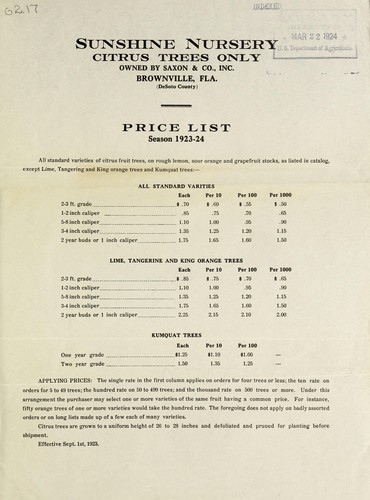 6217
INDEXED
MAR 22 1924
U. S. Department of Agriculture
SUNSHINE NURSERY
CITRUS TREES ONLY
OWNED BY SAXON & CO., INC.
BROWNVILLE, FLA.
(DeSoto County)
PRICE LIST
Season 1923-24
All standard varieties of citrus fruit trees, on rough lemon, sour orange and grapefruit stocks, as listed in catalog,
except Lime, Tangering and King orange trees and Kumquat trees:—
ALL STANDARD VARITIES
Each Per 10 Per 100 Per 1000
2-3 ft. grade $ .70 $ .60 $ .55 $ .50
1-2 inch caliper .85 .75 .70 .65
5-8 inch caliper 1.10 1.00 .95 .90
3-4 inch caliper 1.35 1.25 1.20 1.15
2 year buds or 1 inch caliper 1.75 1.65 1.60 1.50
LIME, TANGERINE AND KING ORANGE TREES
Each Per 10 Per 100 Per 1000
2-3 ft. grade $ .85 $ .75 $ .70 $ .65
1-2 inch caliper 1.10 1.00 .95 .90
5-8 inch caliper 1.35 1.25 1.20 1.15
3-4 inch caliper 1.75 1.65 1.60 1.50
2 year buds or 1 inch caliper 2.25 2.15 2.10 2.00
KUMQUAT TREES
Each Per 10 Per 100
One year grade $1.25 $1.10 $1.00 —
Two year grade 1.50 1.35 1.25 —
APPLYING PRICES: The single rate in the first column applies on orders for four trees or less; the ten rate on
orders for 5 to 49 trees; the hundred rate on 50 to 499 trees; and the thousand rate on 500 trees or more. Under this
arrangement the purchaser may select one or more varieties of the same fruit having a common price. For instance,
fifty orange trees of one or more varieties would take the hundred rate. The foregoing does not apply on badly assorted
orders or on long lists made up of a few each of many varieties.
Citrus trees are grown to a uniform height of 26 to 28 inches and defoliated and pruned for planting before
shipment.
Effective Sept. 1st, 1923.